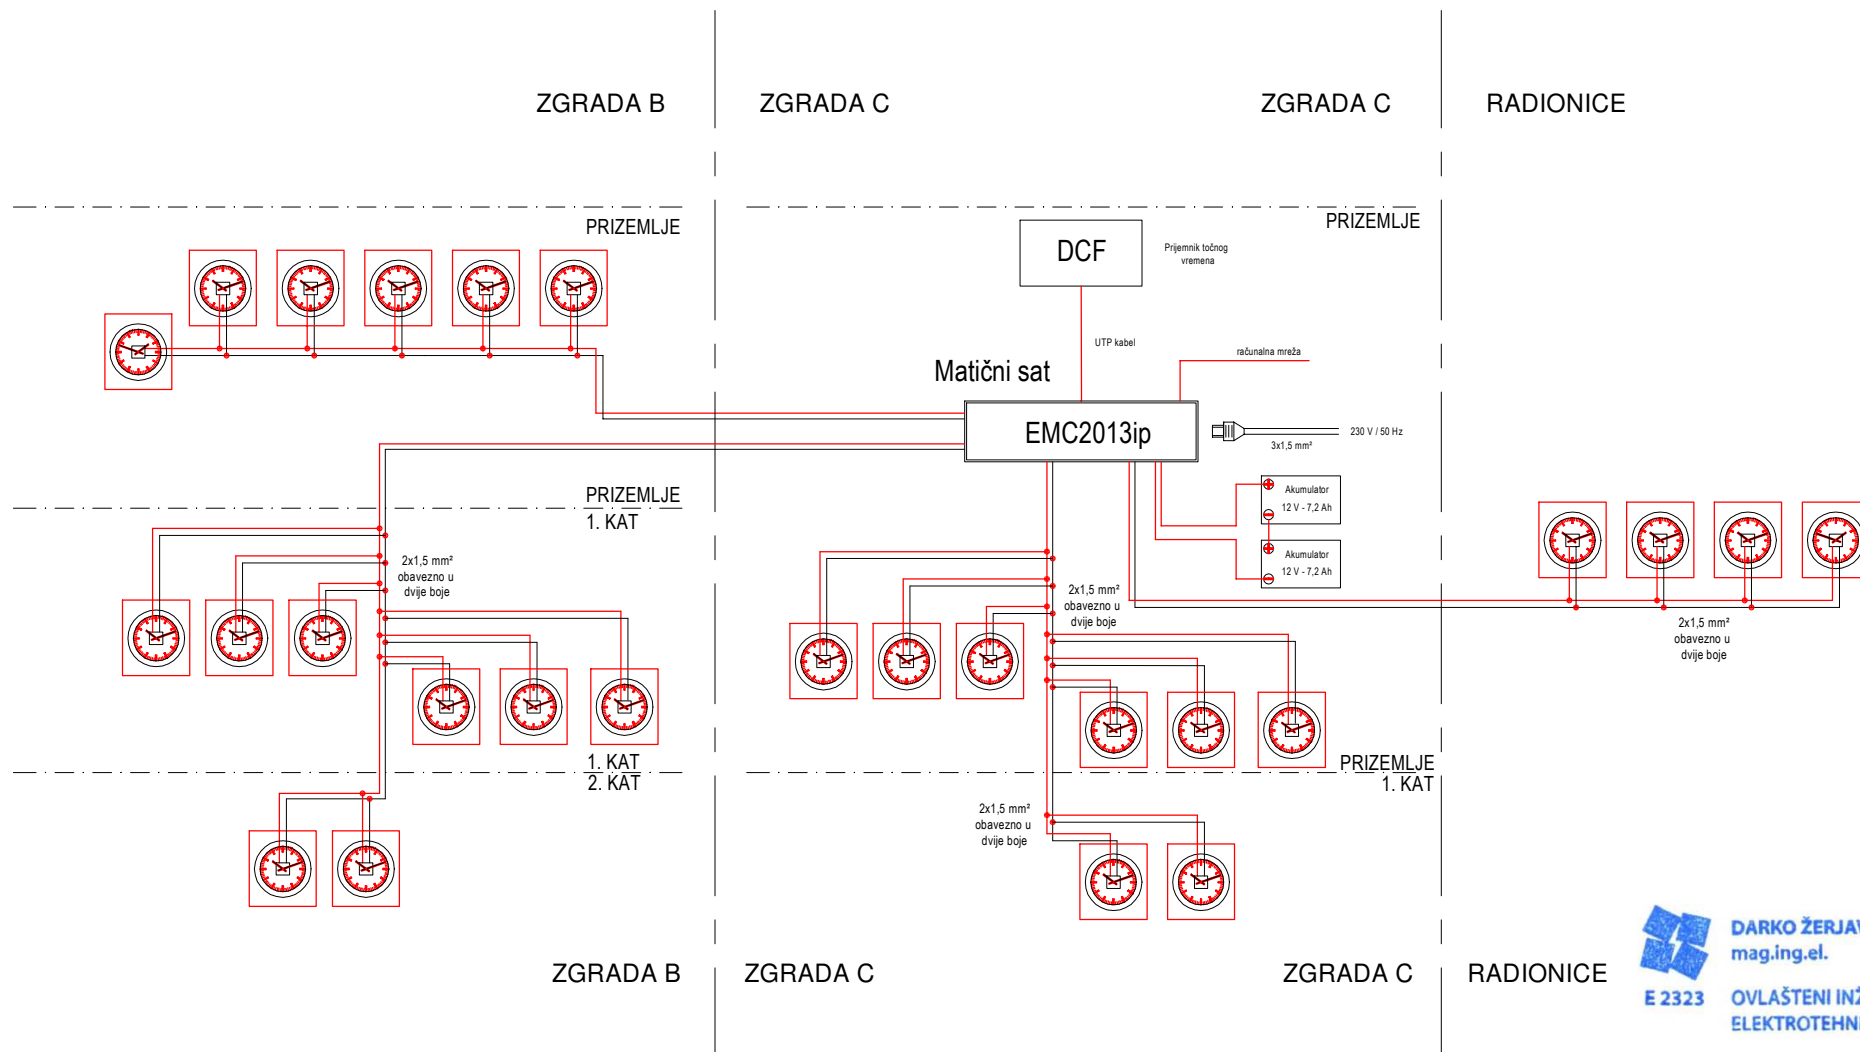 ZGRADA B
ZGRADA C
ZGRADA C
RADIONICE
PRIZEMLJE
PRIZEMLJE
DCF
Prijemnik točnog
vremena
UTP kabel
računalna mreža
Matični sat
EMC2013ip
230 V / 50 Hz
3x1,5 mm²
PRIZEMLJE
1. KAT
Akumulator
12 V - 7,2 Ah
Akumulator
12 V - 7,2 Ah
2x1,5 mm²
obavezno u
dvije boje
2x1,5 mm²
obavezno u
dvije boje
2x1,5 mm²
obavezno u
dvije boje
1. KAT
2. KAT
PRIZEMLJE
1. KAT
2x1,5 mm²
obavezno u
dvije boje
ZGRADA B
ZGRADA C
ZGRADA C
RADIONICE
DARKO
mag.ing.el.
E 2323
OVLAŠTENI